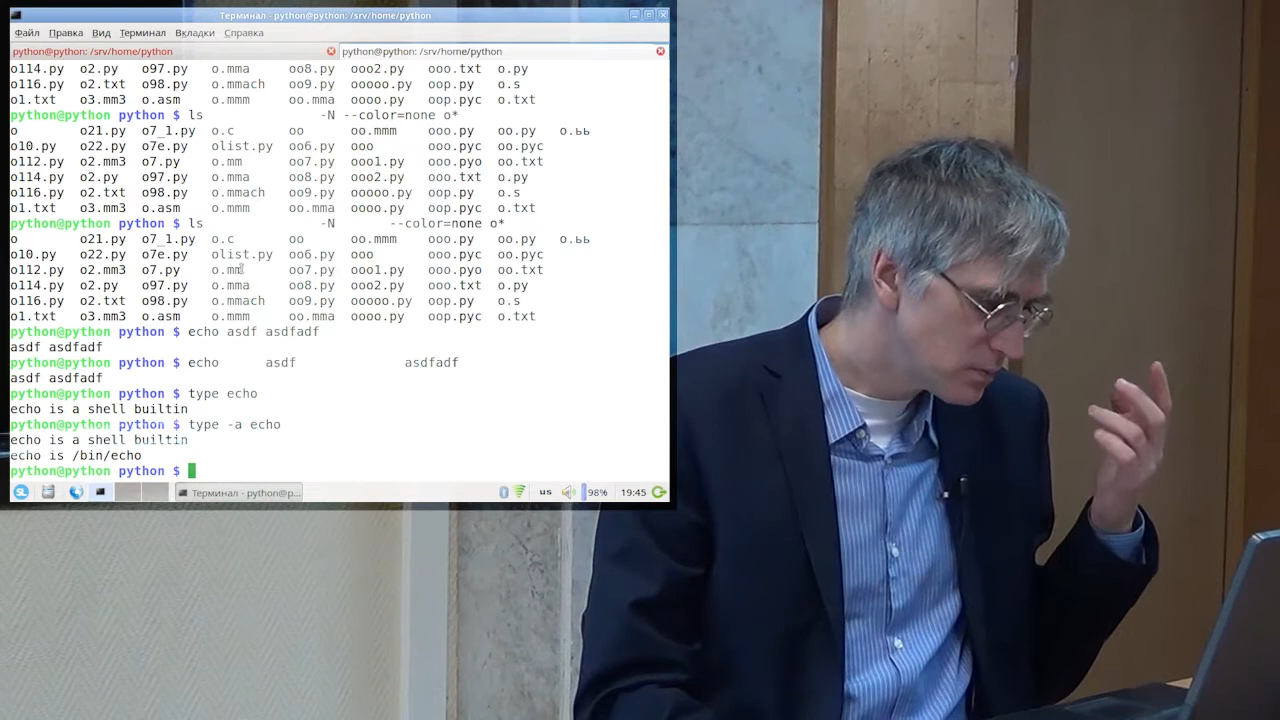 Терминал - python@python: /srv/home/python
Файл Правка Вид Терминал Вкладки Справка
python@python: /srv/home/python python@python: /srv/home/python
o114.py o2.py o97.py o.mma oo8.py ooo2.py ooo.txt o.py
o116.py o2.txt o98.py o.mmach oo9.py ooooo.py oop.py o.s
o1.txt o3.mm3 o.asm o.mmm oo.mma oooo.py oop.pyc o.txt
python@python python $ ls -N --color=none o*
o o21.py o7_1.py o.c oo oo.mmm ooo.py oo.py o.ьь
o10.py o22.py o7e.py olist.py oo6.py ooo ooo.pyc oo.pyc
o112.py o2.mm3 o7.py o.mm oo7.py ooo1.py ooo.pyo oo.txt
o114.py o2.py o97.py o.mma oo8.py ooo2.py ooo.txt o.py
o116.py o2.txt o98.py o.mmach oo9.py ooooo.py oop.py o.s
o1.txt o3.mm3 o.asm o.mmm oo.mma oooo.py oop.pyc o.txt
python@python python $ ls -N --color=none o*
o o21.py o7_1.py o.c oo oo.mmm ooo.py oo.py o.ьь
o10.py o22.py o7e.py olist.py oo6.py ooo ooo.pyc oo.pyc
o112.py o2.mm3 o7.py o.mm oo7.py ooo1.py ooo.pyo oo.txt
o114.py o2.py o97.py o.mma oo8.py ooo2.py ooo.txt o.py
o116.py o2.txt o98.py o.mmach oo9.py ooooo.py oop.py o.s
o1.txt o3.mm3 o.asm o.mmm oo.mma oooo.py oop.pyc o.txt
python@python python $ echo asdf asdfadf
asdf asdfadf
python@python python $ echo asdf asdfadf
asdf asdfadf
python@python python $ type echo
echo is a shell builtin
python@python python $ type -a echo
echo is a shell builtin
echo is /bin/echo
python@python python $
Терминал - python@p... us 98% 19:45